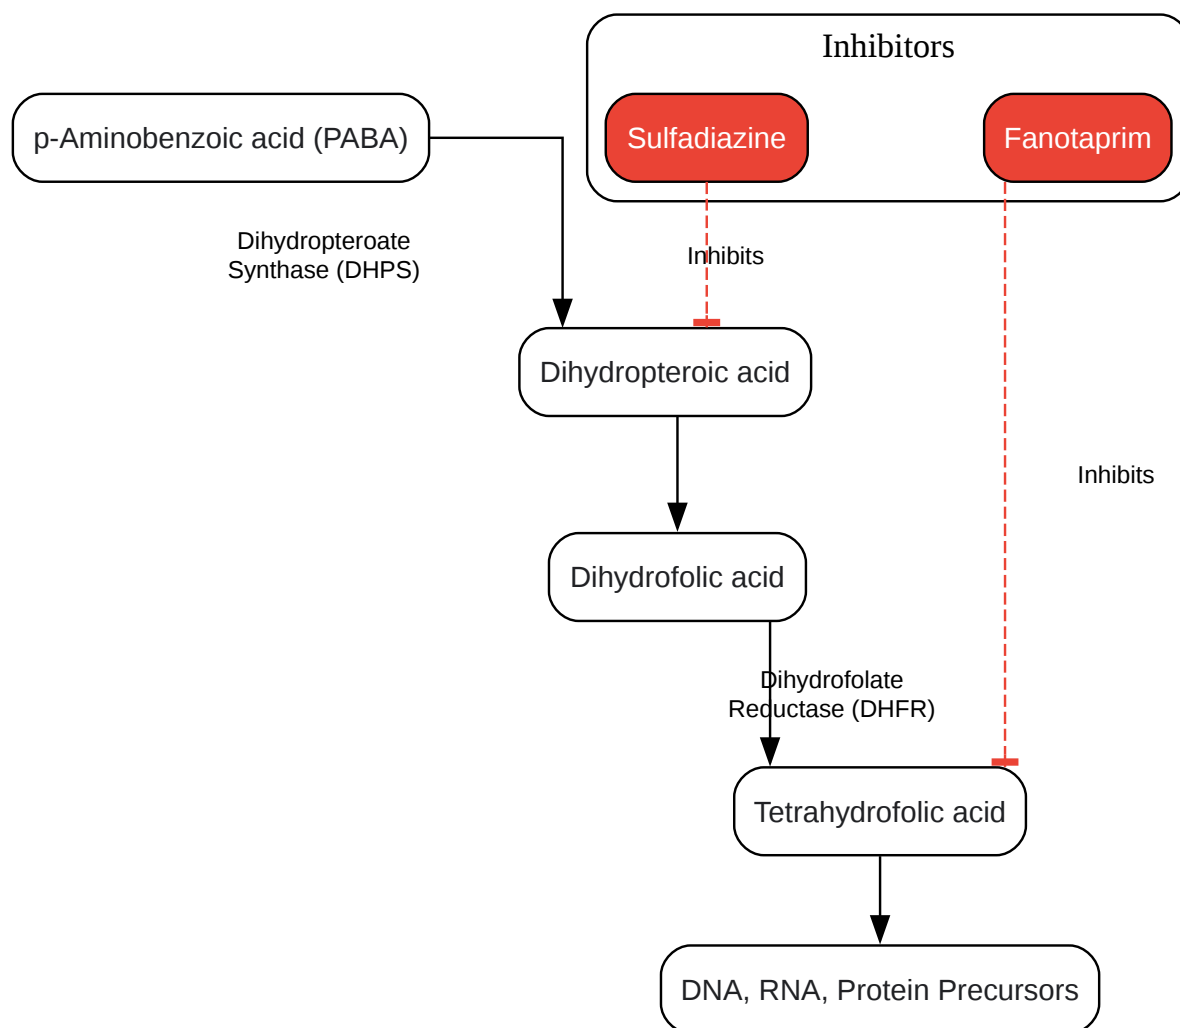 Inhibitors
p-Aminobenzoic acid (PABA)
Sulfadiazine
Fanotaprim
Dihydropteroate
Synthase (DHPS)
Inhibits
Dihydropteroic acid
Inhibits
Dihydrofolic acid
Dihydrofolate
Reductase (DHFR)
Tetrahydrofolic acid
DNA, RNA, Protein Precursors